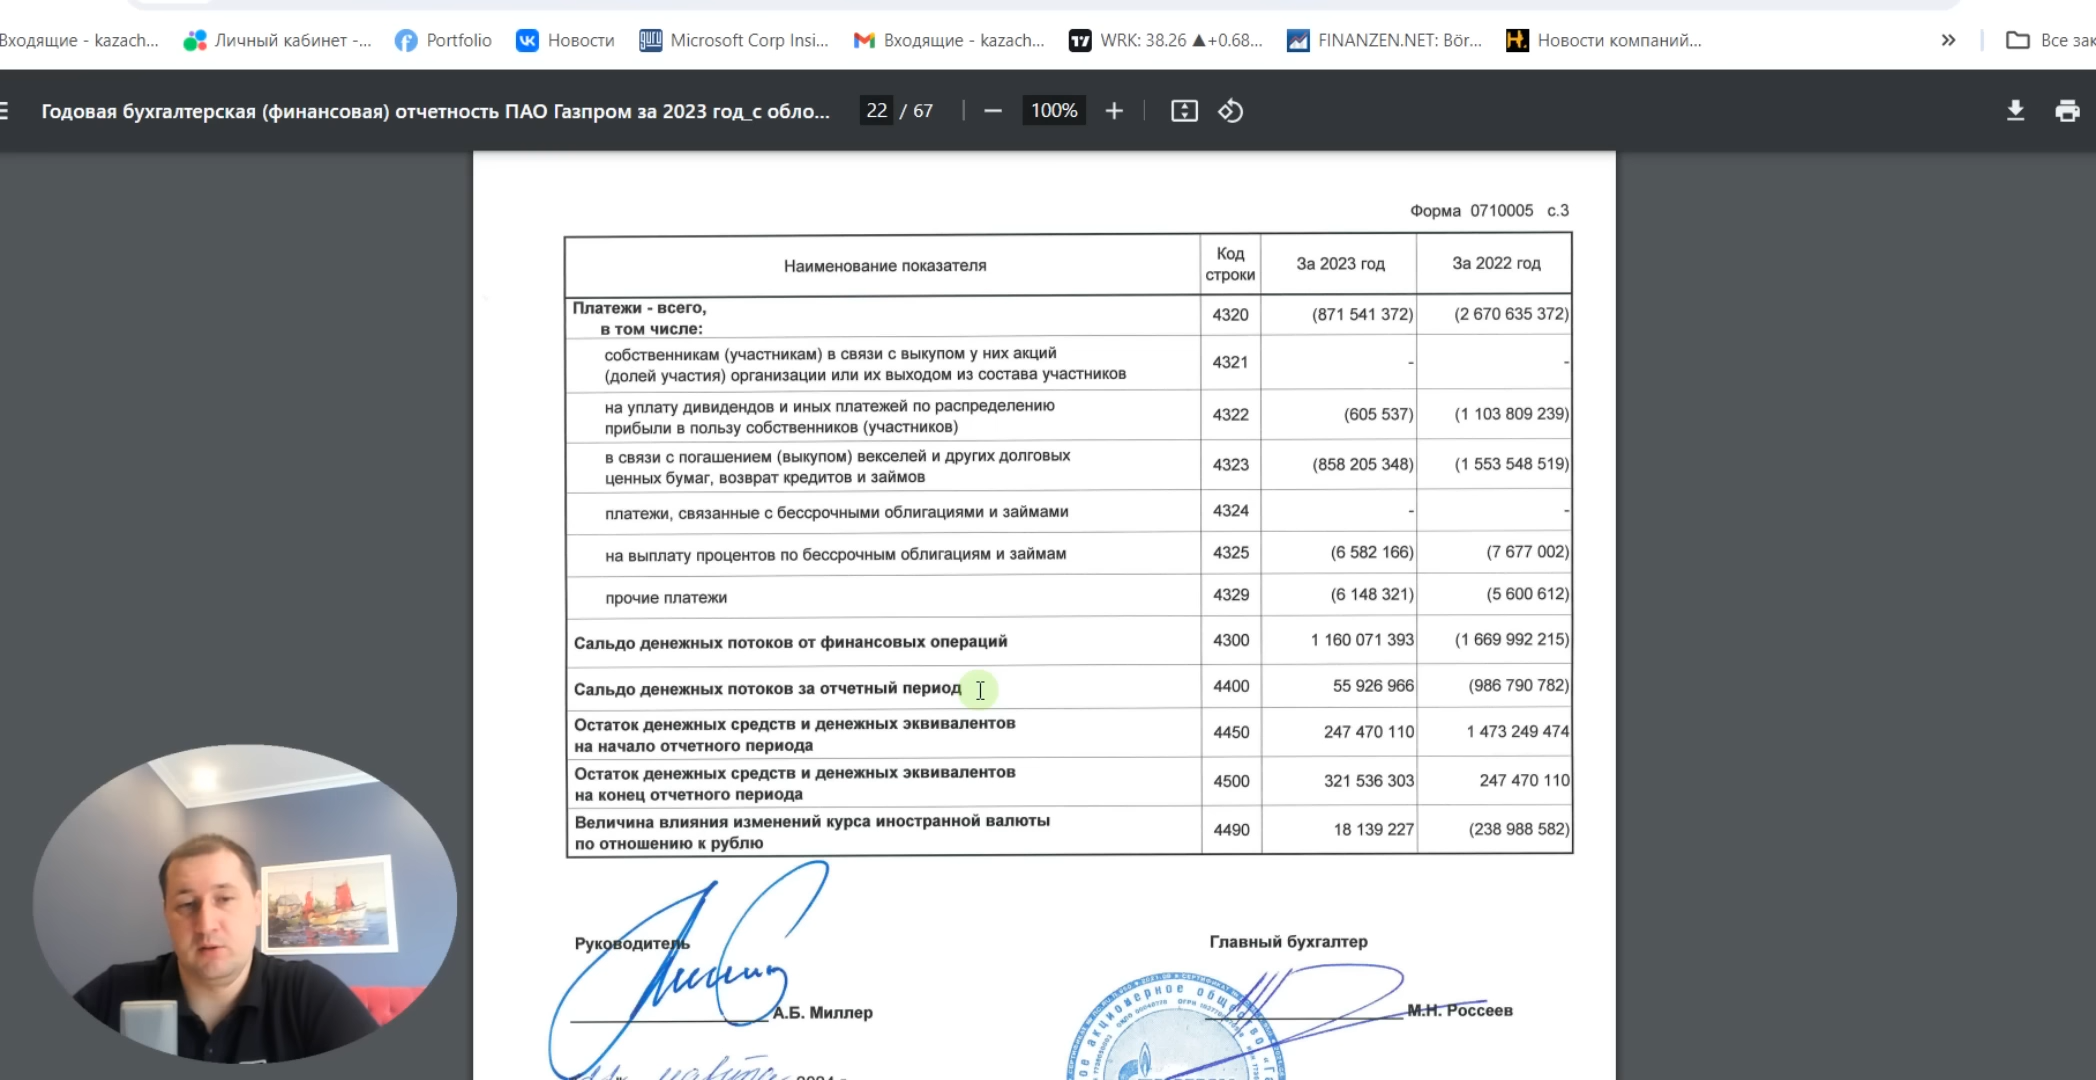 Входящие - kazach...
Личный кабинет -...
Portfolio
Новости
Microsoft Corp Insi...
Входящие - kazach...
WRK: 38.26 ▲+0.68...
FINANZEN.NET: Bör...
Новости компаний...
»
Все зак
Годовая бухгалтерская (финансовая) отчетность ПАО Газпром за 2023 год_с обло...
22 / 67
100%
Форма 0710005 с.3
Наименование показателя
Код
строки
За 2023 год
За 2022 год
Платежи - всего,
в том числе:
4320 (871 541 372) (2 670 635 372)
собственникам (участникам) в связи с выкупом у них акций
(долей участия) организации или их выходом из состава участников
4321 - -
на уплату дивидендов и иных платежей по распределению
прибыли в пользу собственников (участников)
4322 (605 537) (1 103 809 239)
в связи с погашением (выкупом) векселей и других долговых
ценных бумаг, возврат кредитов и займов
4323 (858 205 348) (1 553 548 519)
платежи, связанные с бессрочными облигациями и займами 4324 - -
на выплату процентов по бессрочным облигациям и займам 4325 (6 582 166) (7 677 002)
прочие платежи 4329 (6 148 321) (5 600 612)
Сальдо денежных потоков от финансовых операций 4300 1 160 071 393 (1 669 992 215)
Сальдо денежных потоков за отчетный период 4400 55 926 966 (986 790 782)
Остаток денежных средств и денежных эквивалентов
на начало отчетного периода
4450 247 470 110 1 473 249 474
Остаток денежных средств и денежных эквивалентов
на конец отчетного периода
4500 321 536 303 247 470 110
Величина влияния изменений курса иностранной валюты
по отношению к рублю
4490 18 139 227 (238 988 582)
Руководитель
А.Б. Миллер
Главный бухгалтер
М.Н. Россеев